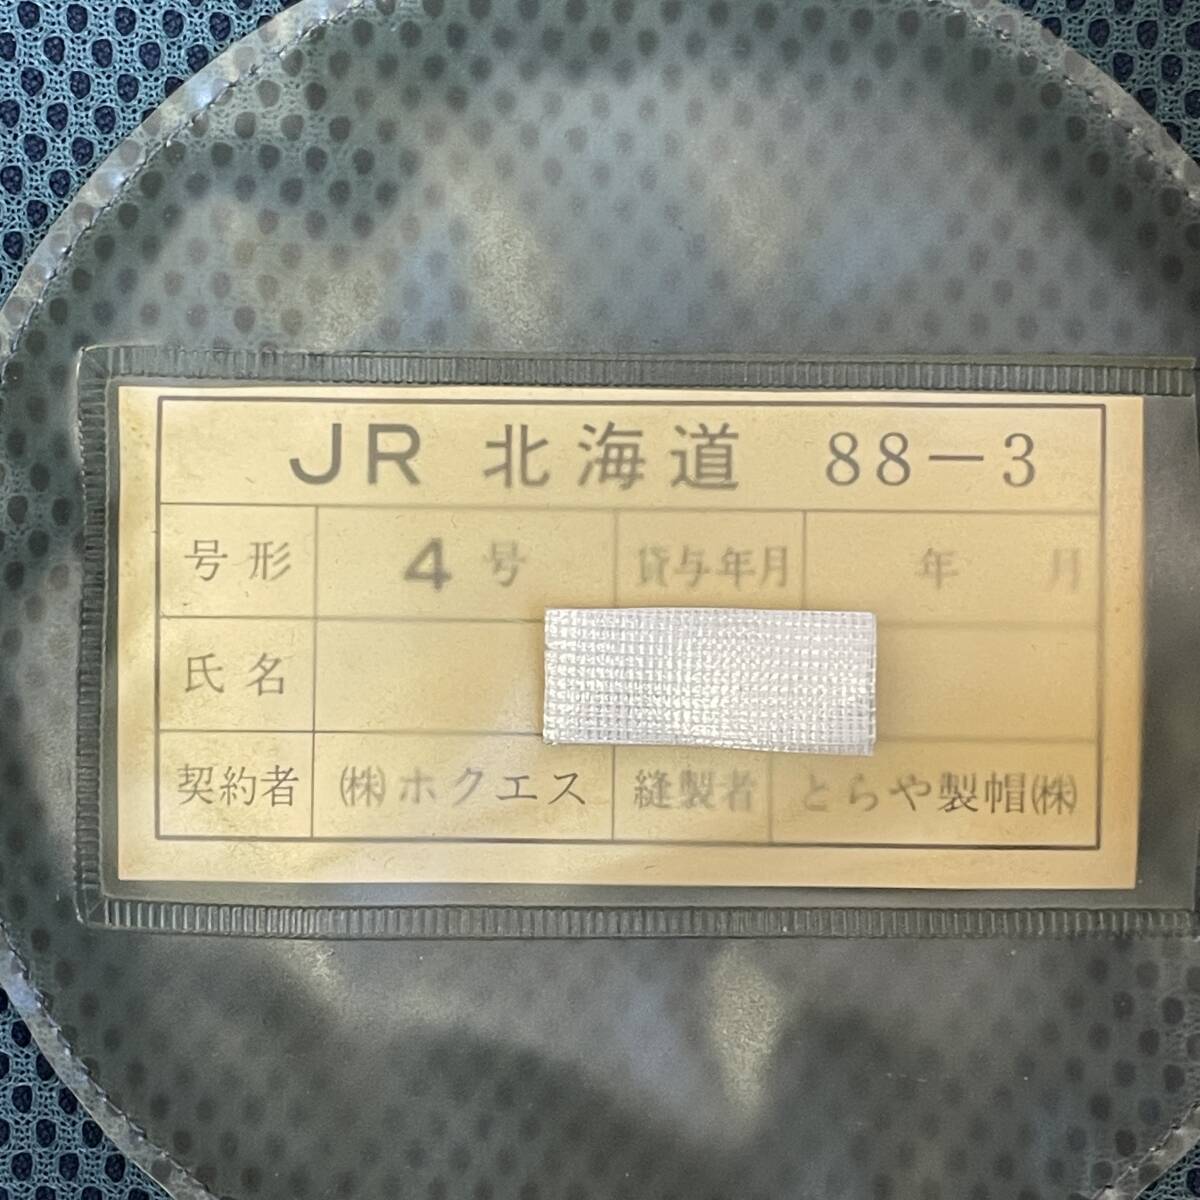 JR 北海道 88-3
号形 4号 貸与年月 年 月
氏名
契約者 ㈱ホクエス 縫製者 とらや製帽㈱